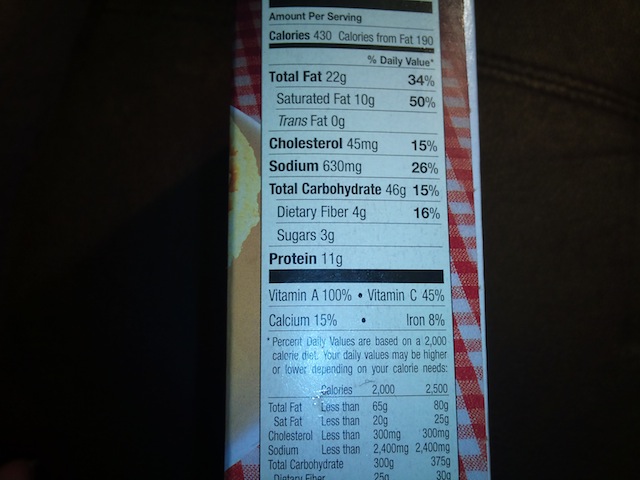 Amount Per Serving
Calories 430 Calories from Fat 190
% Daily Value*
Total Fat 22g 34%
Saturated Fat 10g 50%
Trans Fat 0g
Cholesterol 45mg 15%
Sodium 630mg 26%
Total Carbohydrate 46g 15%
Dietary Fiber 4g 16%
Sugars 3g
Protein 11g
Vitamin A 100% • Vitamin C 45%
Calcium 15% • Iron 8%
* Percent Daily Values are based on a 2,000
calorie diet. Your daily values may be higher
or lower depending on your calorie needs:
Calories 2,000 2,500
Total Fat Less than 65g 80g
Sat Fat Less than 20g 25g
Cholesterol Less than 300mg 300mg
Sodium Less than 2,400mg 2,400mg
Total Carbohydrate 300g 375g
Dietary Fiber 25g 30g